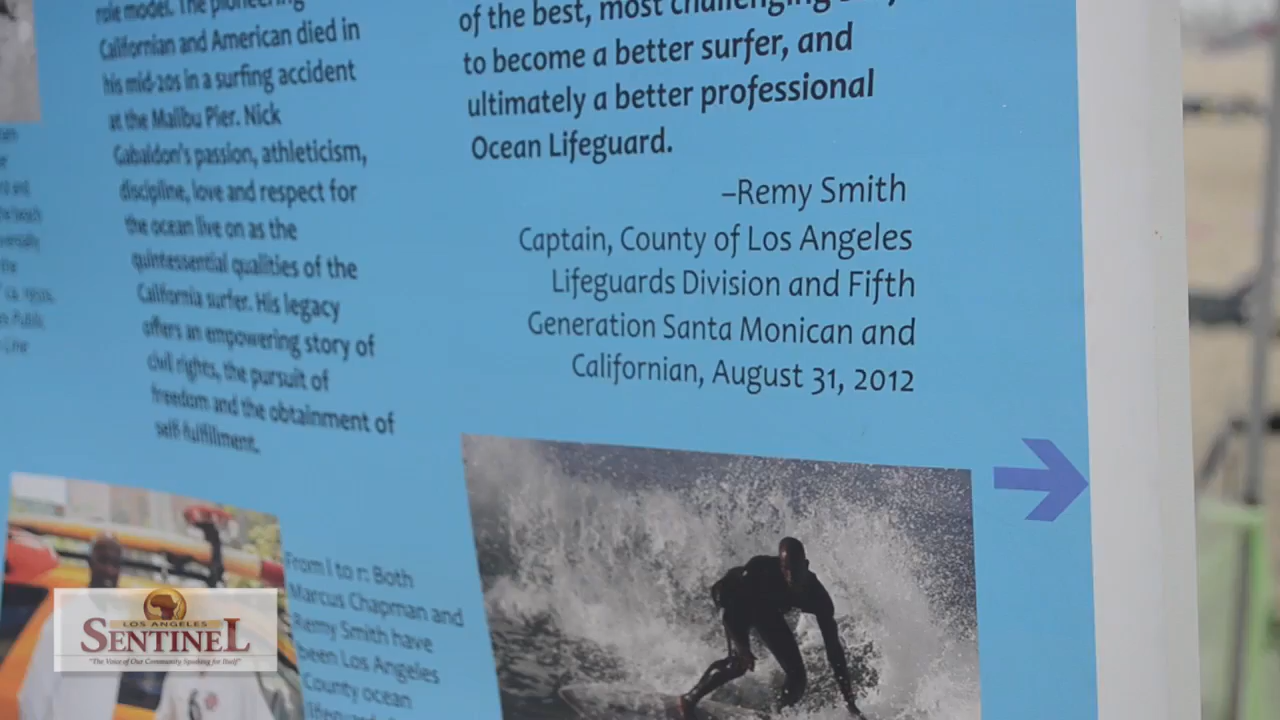 role model. The pioneering
Californian and American died in
his mid-20s in a surfing accident
at the Malibu Pier. Nick
Gabaldon's passion, athleticism,
discipline, love and respect for
the ocean live on as the
quintessential qualities of the
California surfer. His legacy
offers an empowering story of
civil rights, the pursuit of
freedom and the obtainment of
self-fulfillment.
of the best, most challenging
to become a better surfer, and
ultimately a better professional
Ocean Lifeguard.
–Remy Smith
Captain, County of Los Angeles
Lifeguards Division and Fifth
Generation Santa Monican and
Californian, August 31, 2012
From l to r: Both
Marcus Chapman and
Remy Smith have
been Los Angeles
County ocean
LOS ANGELES
SENTINEL
"The Voice of Our Community Speaking for Itself"